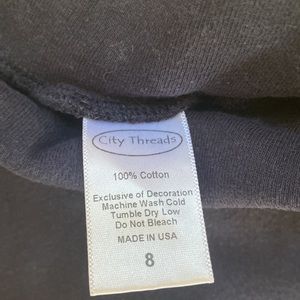 City Threads
100% Cotton
Exclusive of Decoration
Machine Wash Cold
Tumble Dry Low
Do Not Bleach
MADE IN USA
8